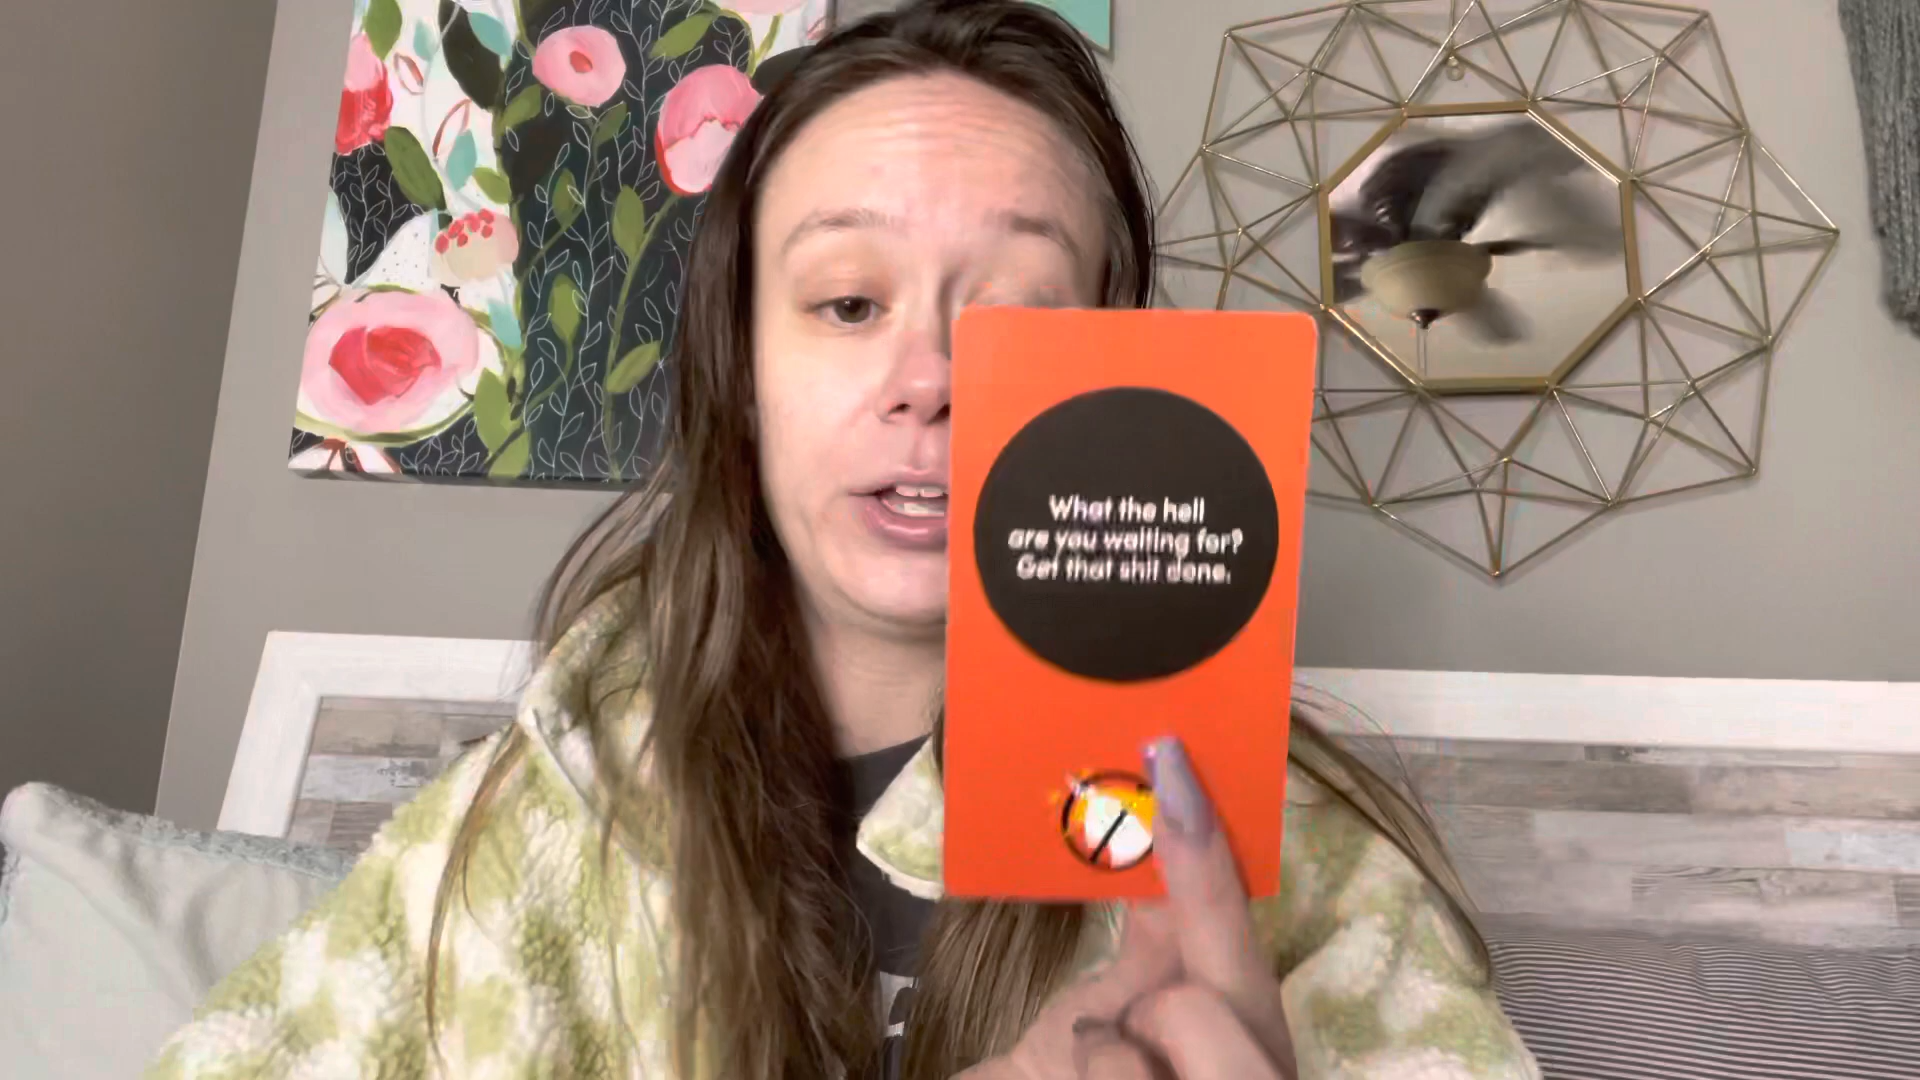 What the hell
are you waiting for?
Get that shit done.